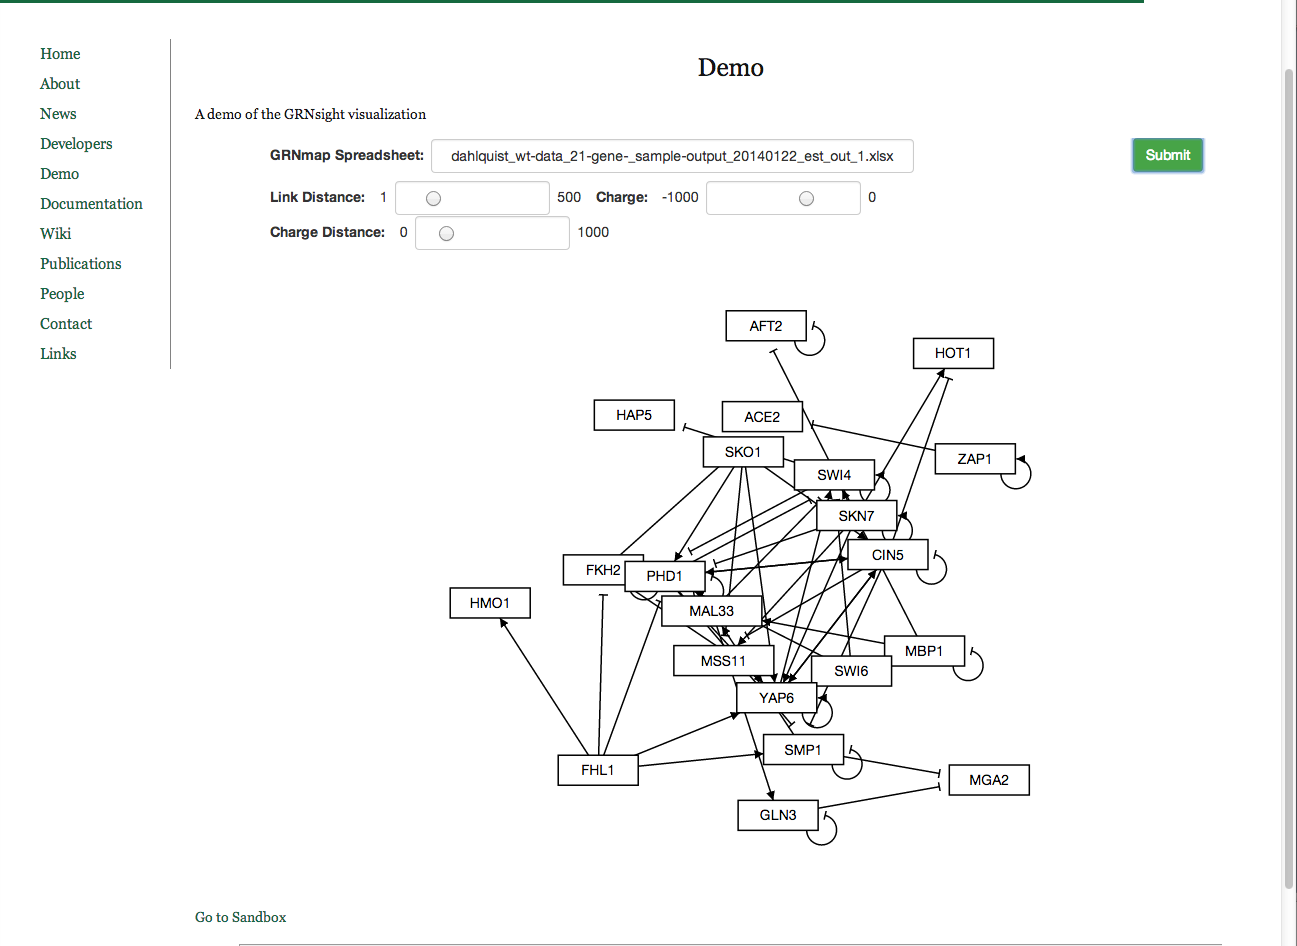 Home
About
News
Developers
Demo
Documentation
Wiki
Publications
People
Contact
Links
Demo
A demo of the GRNsight visualization
GRNmap Spreadsheet: dahlquist_wt-data_21-gene-_sample-output_20140122_est_out_1.xlsx Submit
Link Distance: 1 500 Charge: -1000 0
Charge Distance: 0 1000
AFT2
HOT1
HAP5
ACE2
SKO1
ZAP1
SWI4
SKN7
CIN5
FKH2
PHD1
HMO1
MAL33
MBP1
MSS11
SWI6
YAP6
SMP1
FHL1
MGA2
GLN3
Go to Sandbox